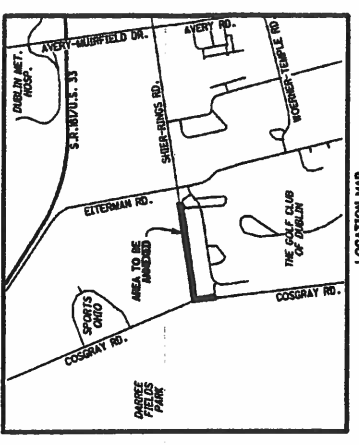 DUBLIN MET.
HOSP.
S.R.161/U.S. 33
AVERY-MUIRFIELD DR.
AVERY RD.
SHIER-RINGS RD.
WOERNER-TEMPLE RD
EITERMAN RD.
AREA TO BE
ANNEXED
SPORTS
OHIO
COSGRAY RD.
DARREE
FIELDS
PARK
THE GOLF CLUB
OF DUBLIN
COSGRAY RD.
LOCATION MAP